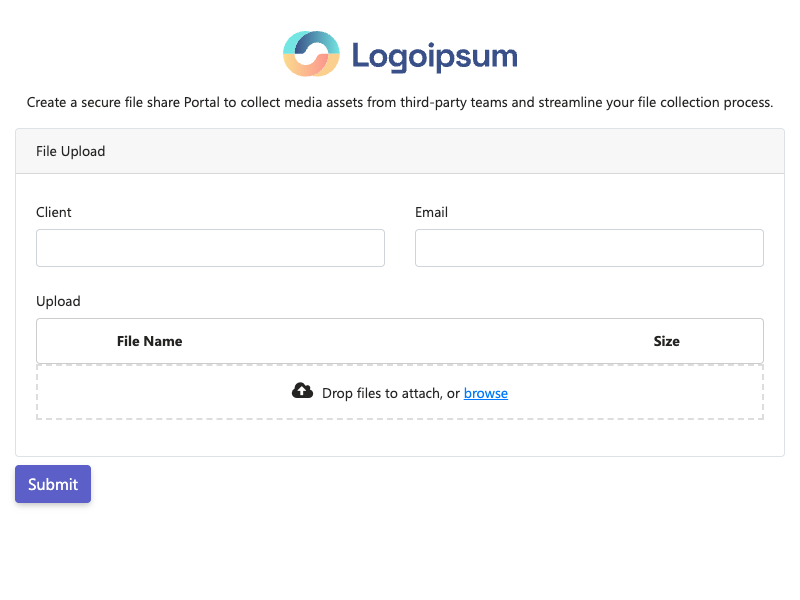 Logoipsum
Create a secure file share Portal to collect media assets from third-party teams and streamline your file collection process.
File Upload
Client
Email
Upload
File Name
Size
Drop files to attach, or browse
Submit